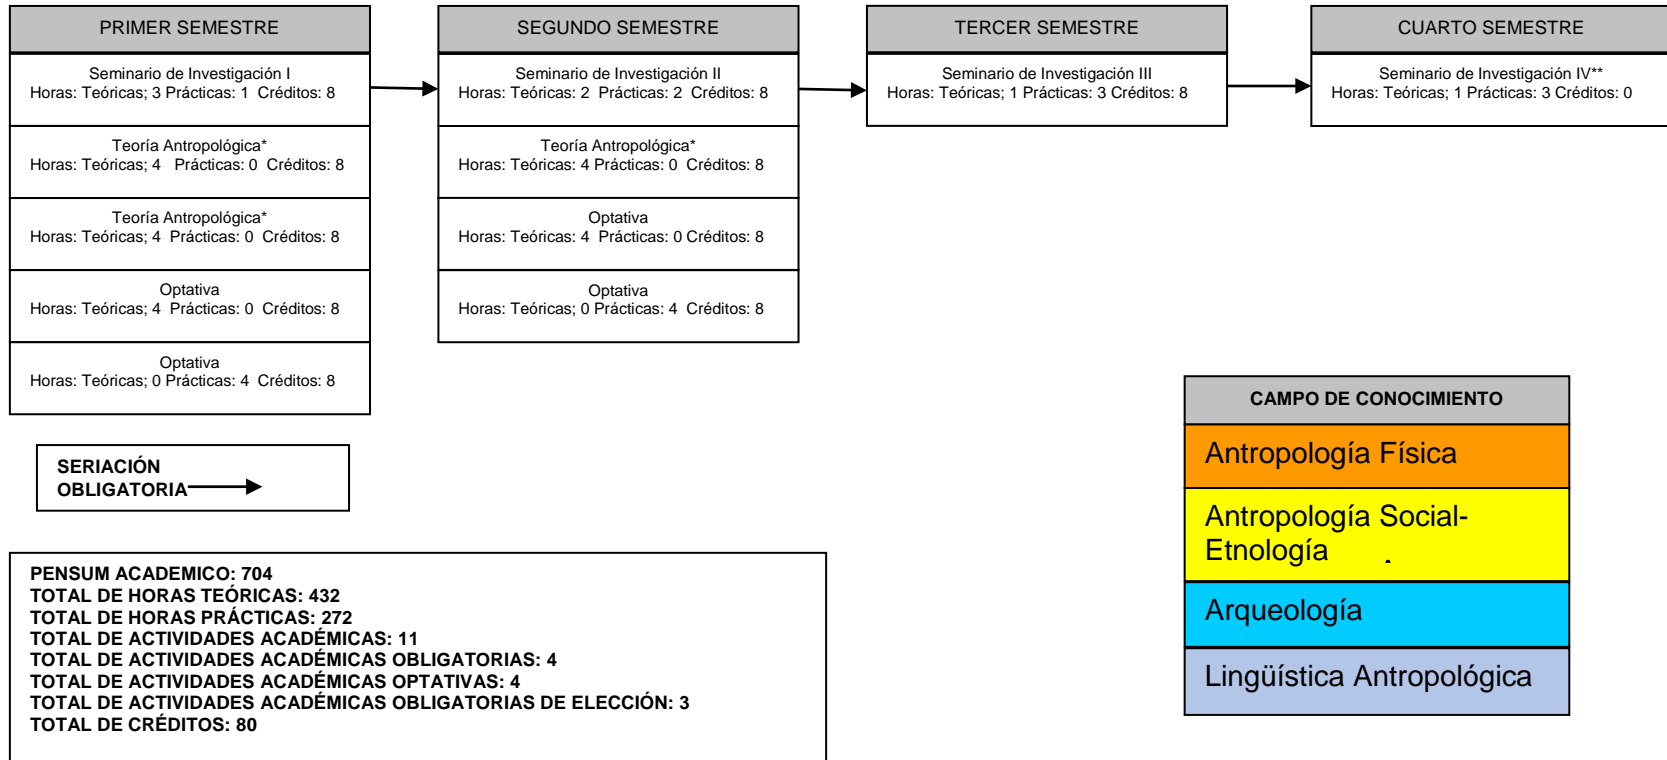 PRIMER SEMESTRE
Seminario de Investigación I
Horas: Teóricas; 3 Prácticas: 1 Créditos: 8
Teoría Antropológica*
Horas: Teóricas; 4 Prácticas: 0 Créditos: 8
Teoría Antropológica*
Horas: Teóricas; 4 Prácticas: 0 Créditos: 8
Optativa
Horas: Teóricas; 4 Prácticas: 0 Créditos: 8
Optativa
Horas: Teóricas; 0 Prácticas: 4 Créditos: 8
SEGUNDO SEMESTRE
Seminario de Investigación II
Horas: Teóricas: 2 Prácticas: 2 Créditos: 8
Teoría Antropológica*
Horas: Teóricas: 4 Prácticas: 0 Créditos: 8
Optativa
Horas: Teóricas: 4 Prácticas: 0 Créditos: 8
Optativa
Horas: Teóricas; 0 Prácticas: 4 Créditos: 8
TERCER SEMESTRE
Seminario de Investigación III
Horas: Teóricas; 1 Prácticas: 3 Créditos: 8
CUARTO SEMESTRE
Seminario de Investigación IV**
Horas: Teóricas; 1 Prácticas: 3 Créditos: 0
SERIACIÓN
OBLIGATORIA
PENSUM ACADEMICO: 704
TOTAL DE HORAS TEÓRICAS: 432
TOTAL DE HORAS PRÁCTICAS: 272
TOTAL DE ACTIVIDADES ACADÉMICAS: 11
TOTAL DE ACTIVIDADES ACADÉMICAS OBLIGATORIAS: 4
TOTAL DE ACTIVIDADES ACADÉMICAS OPTATIVAS: 4
TOTAL DE ACTIVIDADES ACADÉMICAS OBLIGATORIAS DE ELECCIÓN: 3
TOTAL DE CRÉDITOS: 80
CAMPO DE CONOCIMIENTO
Antropología Física
Antropología Social-
Etnología
Arqueología
Lingüística Antropológica